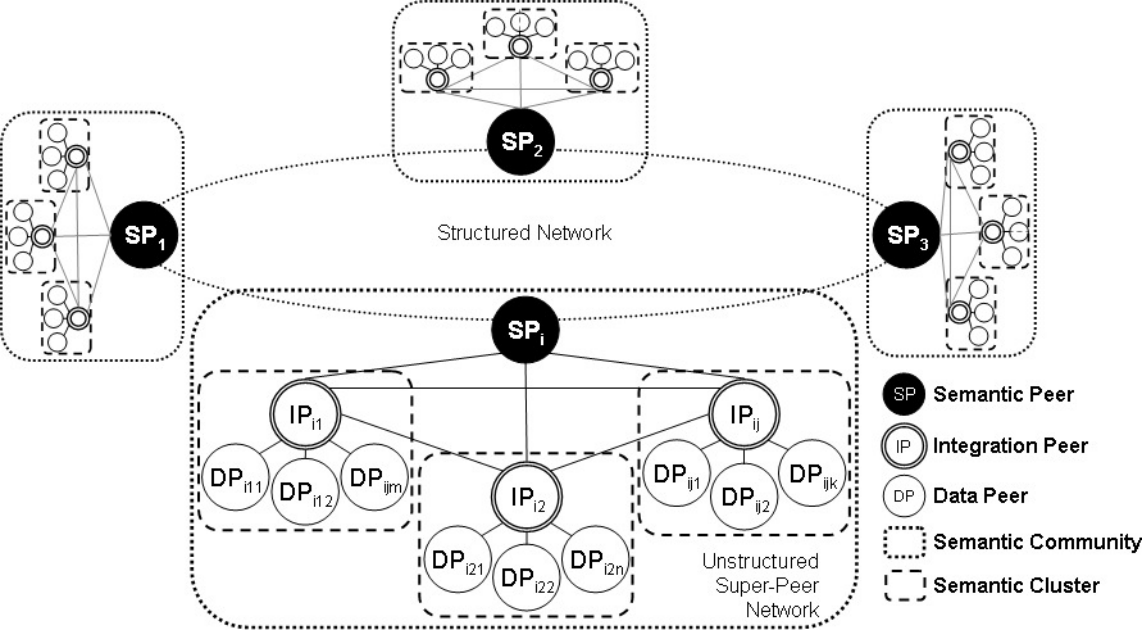 SP2
SP1
Structured Network
SP3
SPi
IPi1
IPij
DPi11
DPi12
DPijm
IPi2
DPij1
DPij2
DPijk
DPi21
DPi22
DPi2n
Unstructured
Super-Peer
Network
SP Semantic Peer
IP Integration Peer
DP Data Peer
Semantic Community
Semantic Cluster